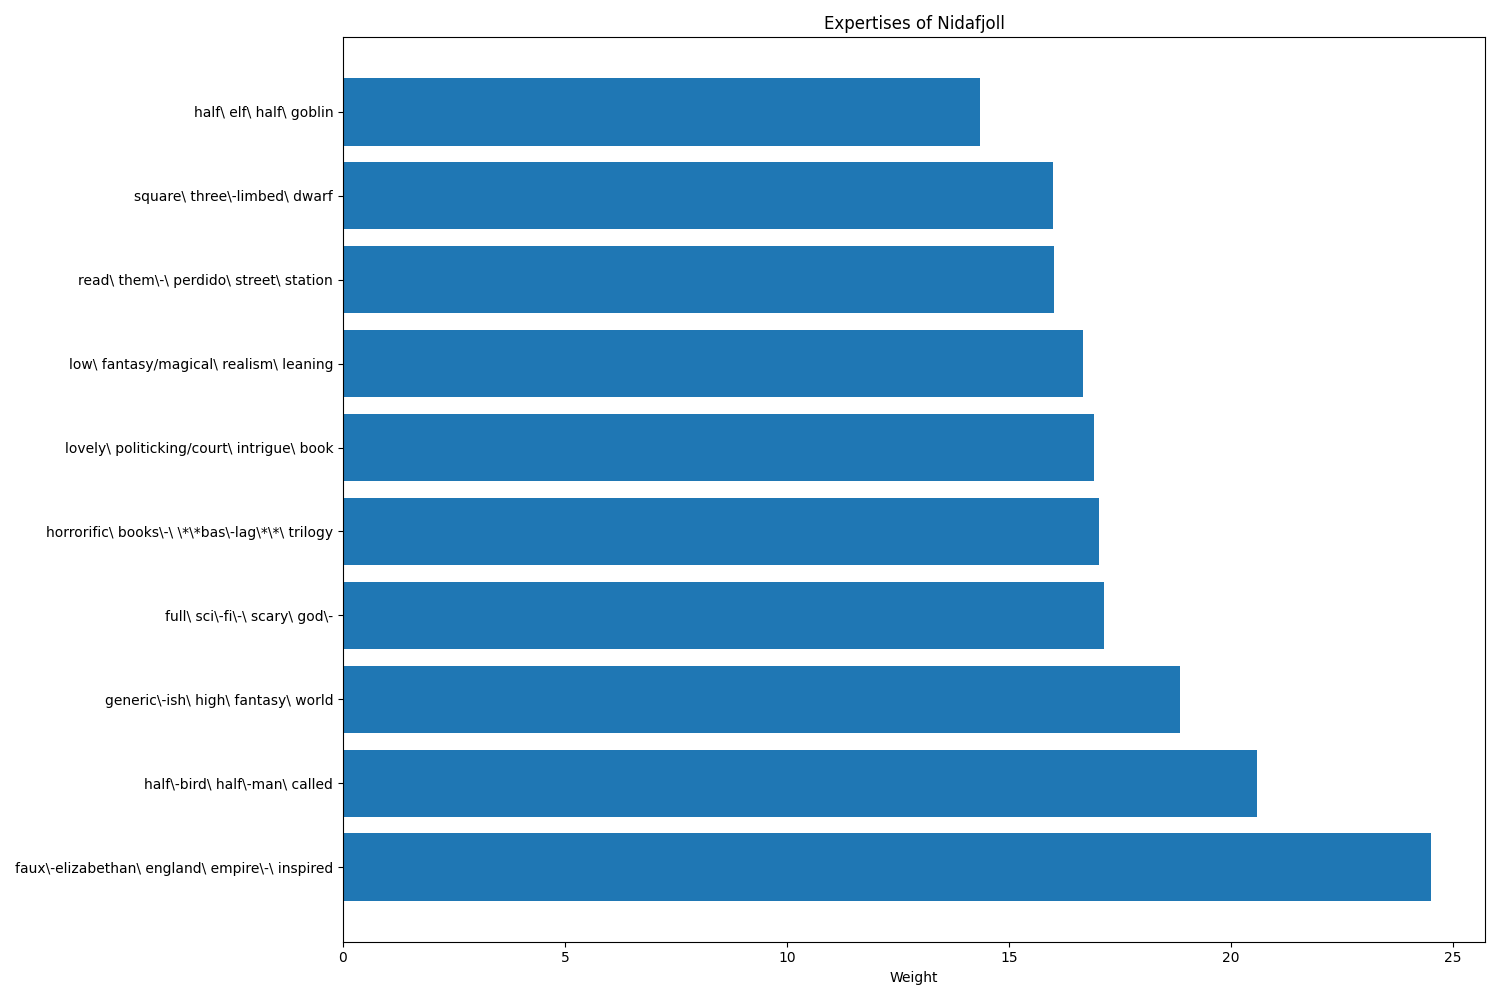 Expertises of Nidafjoll
half\ elf\ half\ goblin
square\ three\-limbed\ dwarf
read\ them\-\ perdido\ street\ station
low\ fantasy/magical\ realism\ leaning
lovely\ politicking/court\ intrigue\ book
horrorific\ books\-\ \*\*bas\-lag\*\*\ trilogy
full\ sci\-fi\-\ scary\ god\-
generic\-ish\ high\ fantasy\ world
half\-bird\ half\-man\ called
faux\-elizabethan\ england\ empire\-\ inspired
0 5 10 15 20 25
Weight